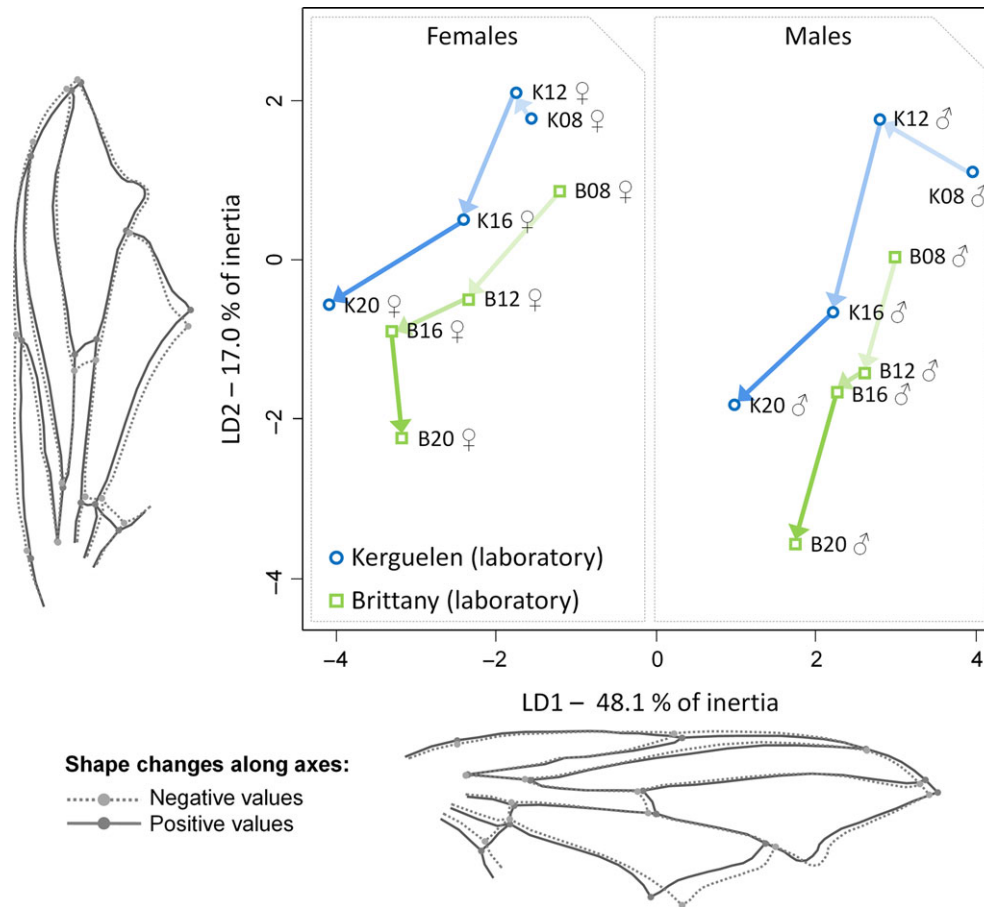 Females
Males
K12 ♀
K08 ♀
B08 ♀
K16 ♀
B12 ♀
K20 ♀
B16 ♀
B20 ♀
K12 ♂
K08 ♂
B08 ♂
K16 ♂
B12 ♂
B16 ♂
K20 ♂
B20 ♂
Kerguelen (laboratory)
Brittany (laboratory)
LD2 – 17.0 % of inertia
2
0
−2
−4
−4
−2
0
2
4
LD1 – 48.1 % of inertia
Shape changes along axes:
Negative values
Positive values